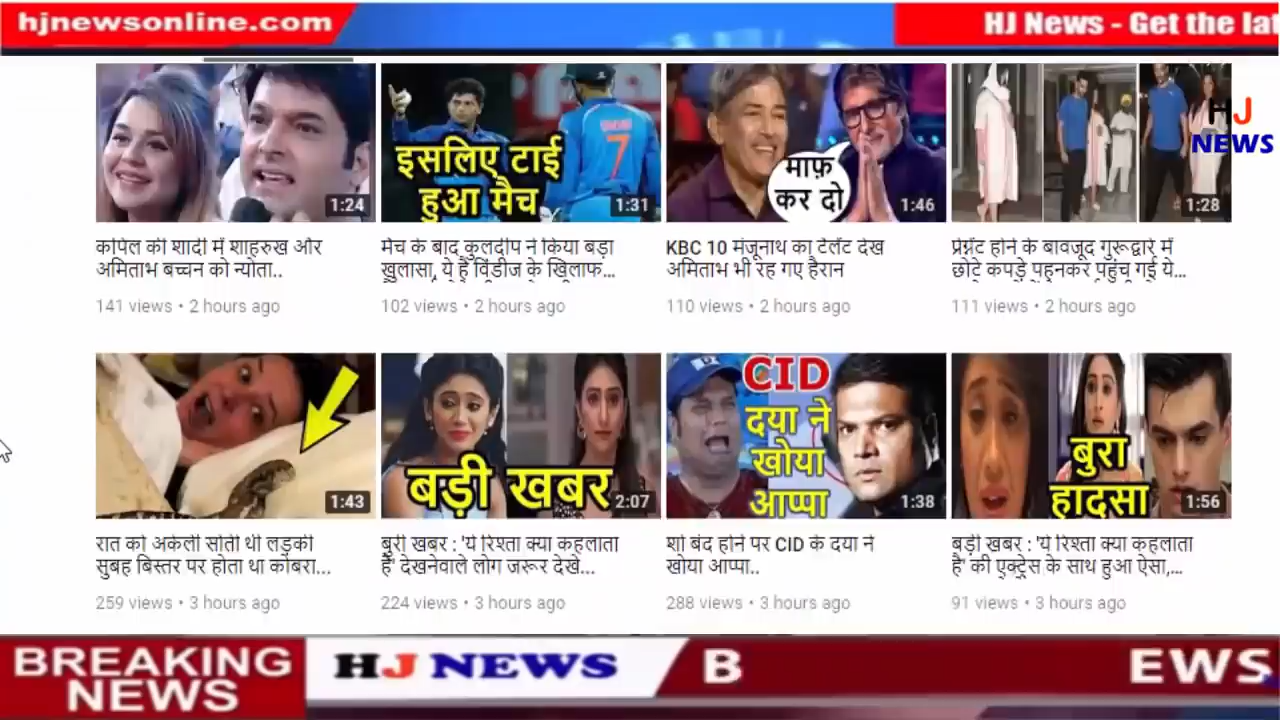 hjnewsonline.com
HJ News - Get the lat
HJ
NEWS
इसलिए टाई
हुआ मैच
माफ़
कर दो
1:24
1:31
1:46
1:28
कपिल की शादी में शाहरुख और
अमिताभ बच्चन को न्योता..
141 views • 2 hours ago
मैच के बाद कुलदीप ने किया बड़ा
खुलासा, ये है विंडीज के खिलाफ...
102 views • 2 hours ago
KBC 10 मंजूनाथ का टैलेंट देख
अमिताभ भी रह गए हैरान
110 views • 2 hours ago
प्रेग्नेंट होने के बावजूद गुरूद्वारे में
छोटे कपड़े पहनकर पहुंच गई ये...
111 views • 2 hours ago
1:43
बड़ी खबर
2:07
CID
दया ने
खोया
आप्पा
1:38
बुरा
हादसा
1:56
रात को अकेली सोती थी लड़की
सुबह बिस्तर पर होता था कोबरा...
259 views • 3 hours ago
बुरी खबर : 'ये रिश्ता क्या कहलाता
है' देखनेवाले लोग जरूर देखे...
224 views • 3 hours ago
शो बंद होने पर CID के दया ने
खोया आप्पा..
288 views • 3 hours ago
बड़ी खबर : 'ये रिश्ता क्या कहलाता
है' की एक्ट्रेस के साथ हुआ ऐसा,...
91 views • 3 hours ago
BREAKING
NEWS
HJ NEWS
B
EWS